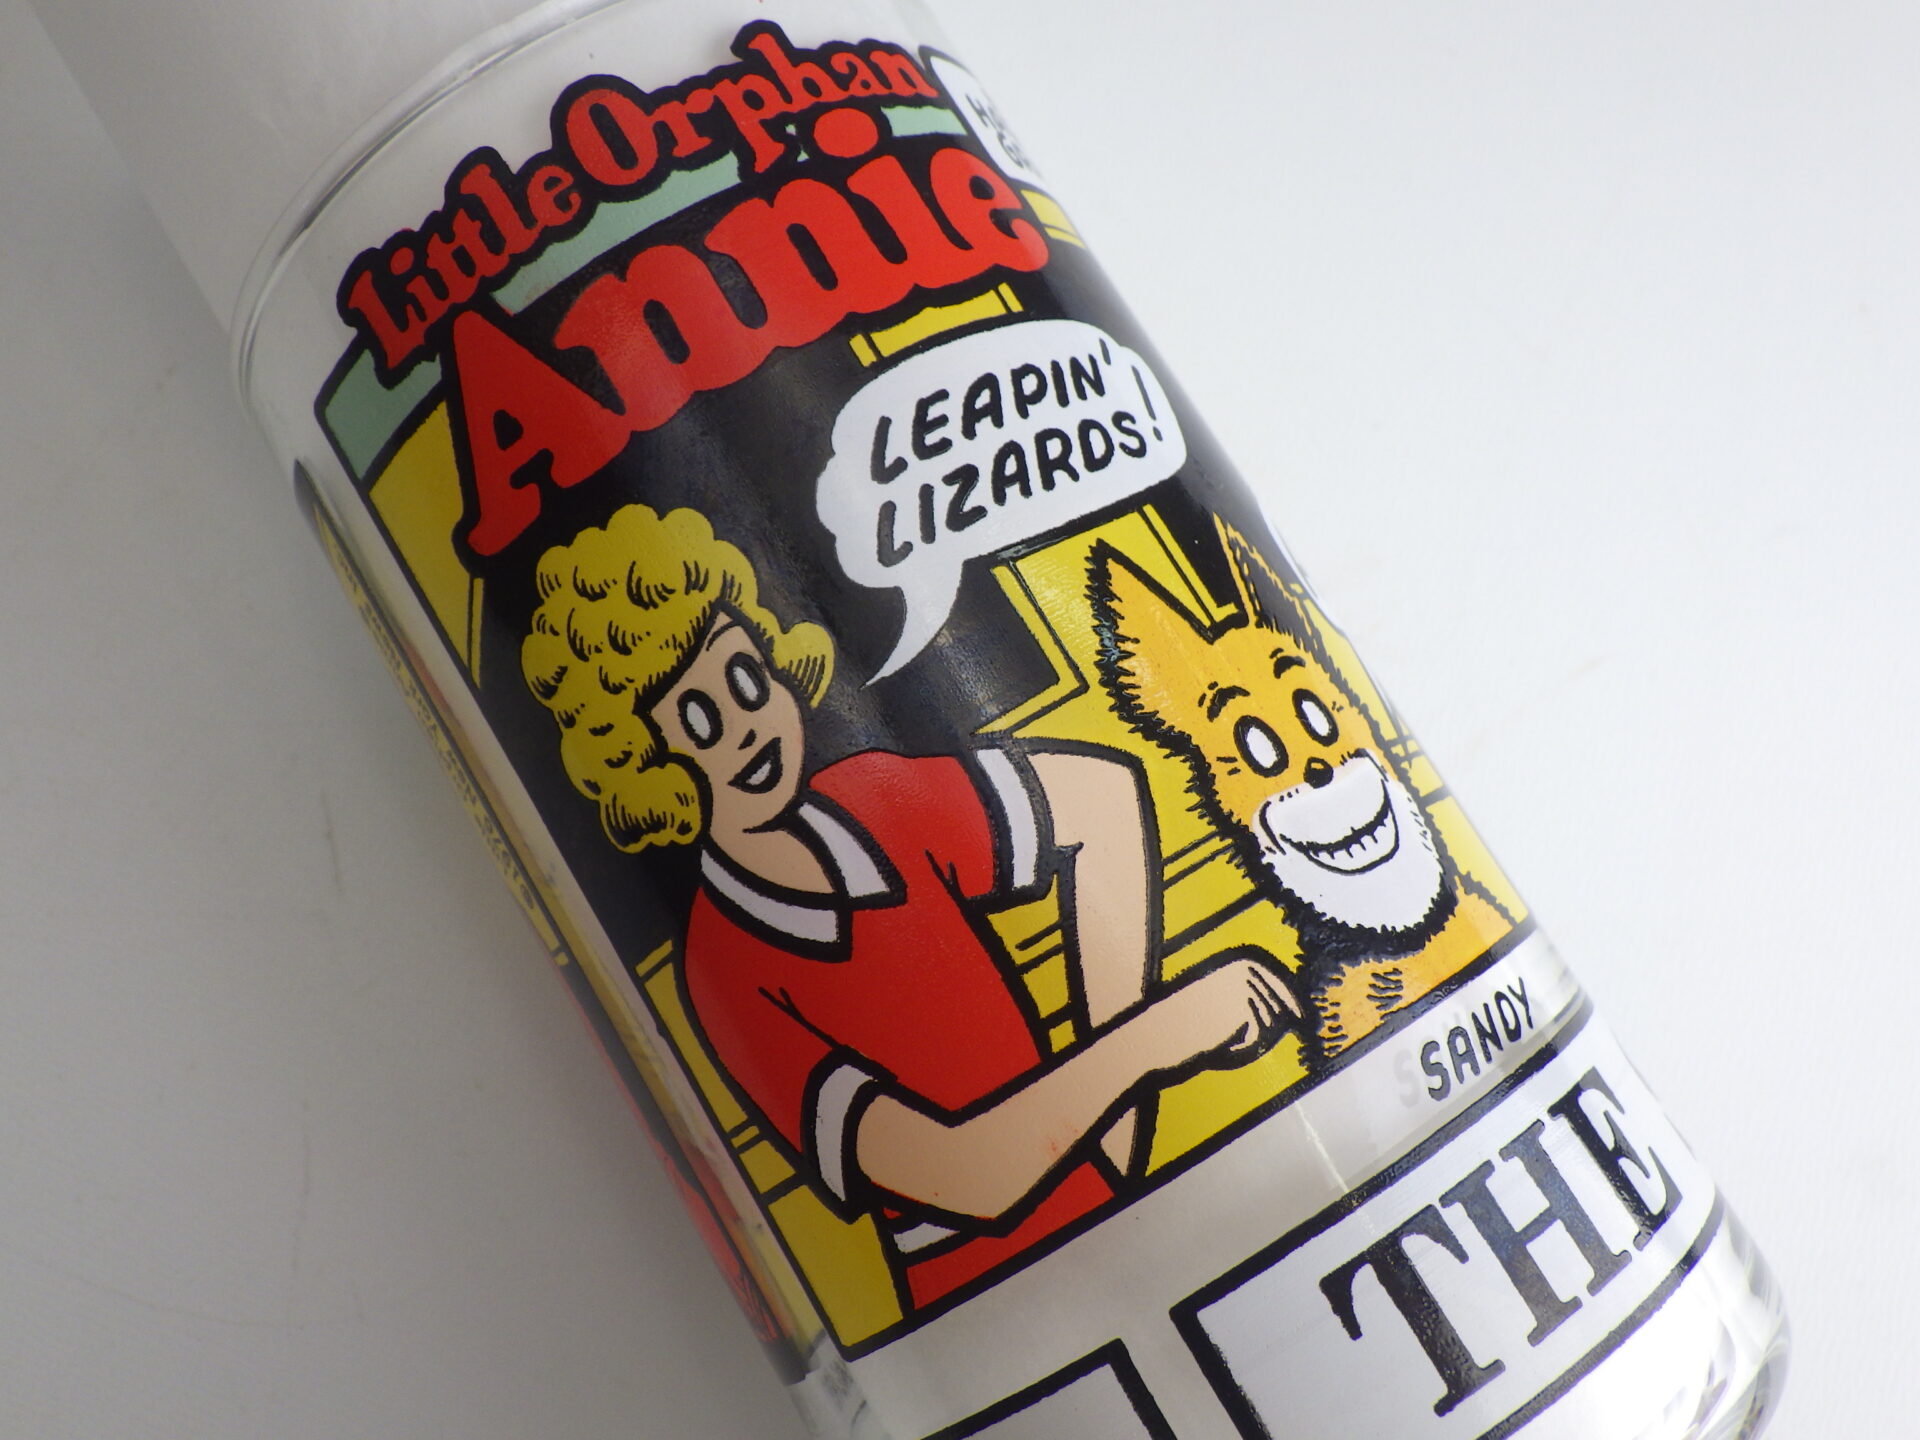 Little Orphan
Annie
LEAPIN'
LIZARDS!
SANDY
THE